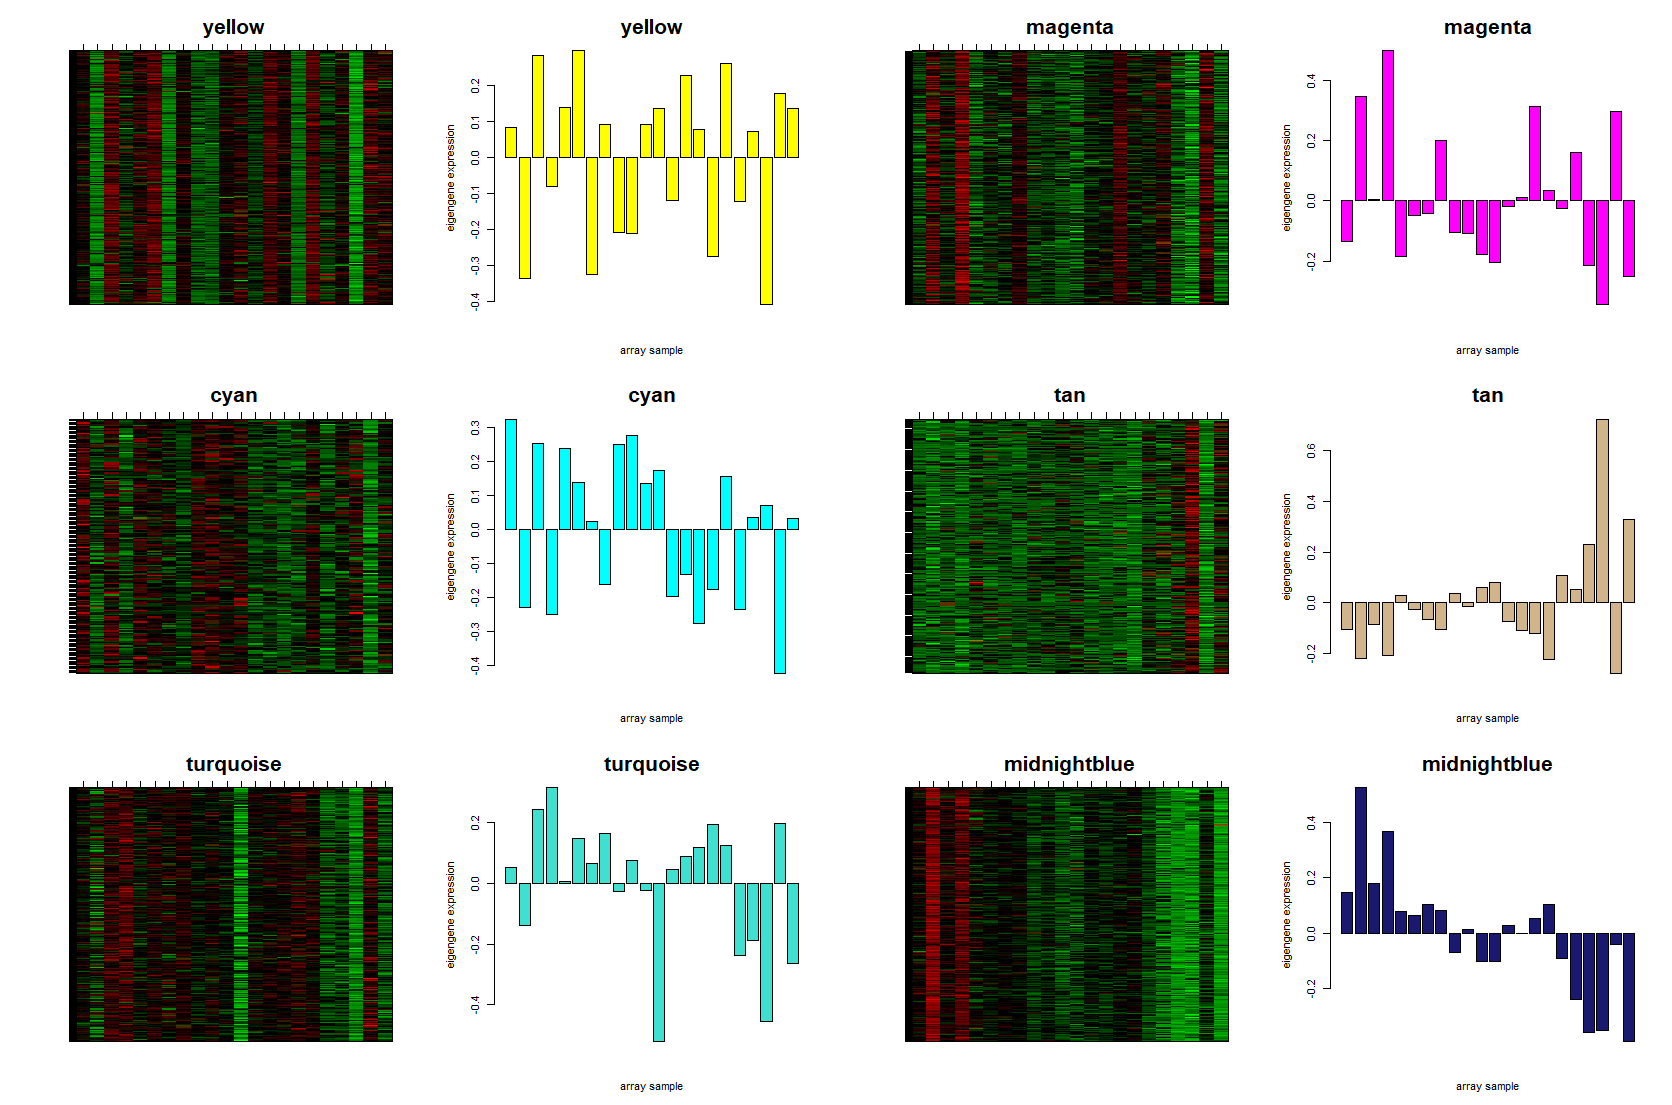 yellow
yellow
magenta
magenta
eigengene expression
0.2
0.1
0.0
-0.1
-0.2
-0.3
-0.4
array sample
eigengene expression
0.4
0.2
0.0
-0.2
array sample
cyan
cyan
tan
tan
eigengene expression
0.3
0.2
0.1
0.0
-0.1
-0.2
-0.3
-0.4
array sample
eigengene expression
0.6
0.4
0.2
0.0
-0.2
array sample
turquoise
turquoise
midnightblue
midnightblue
eigengene expression
0.2
0.0
-0.2
-0.4
array sample
eigengene expression
0.4
0.2
0.0
-0.2
array sample